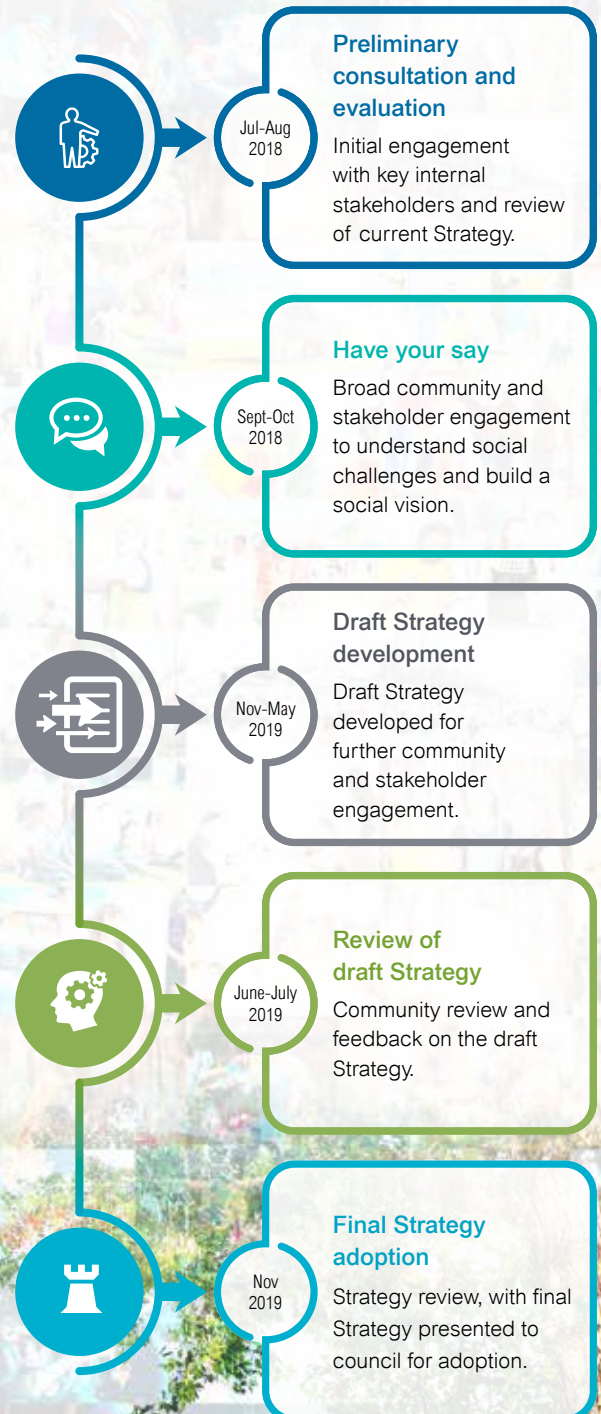 Preliminary
consultation and
evaluation
Jul-Aug
2018
Initial engagement
with key internal
stakeholders and review
of current Strategy.
Have your say
Sept-Oct
2018
Broad community and
stakeholder engagement
to understand social
challenges and build a
social vision.
Draft Strategy
development
Nov-May
2019
Draft Strategy
developed for
further community
and stakeholder
engagement.
Review of
draft Strategy
June-July
2019
Community review and
feedback on the draft
Strategy.
Final Strategy
adoption
Nov
2019
Strategy review, with final
Strategy presented to
council for adoption.